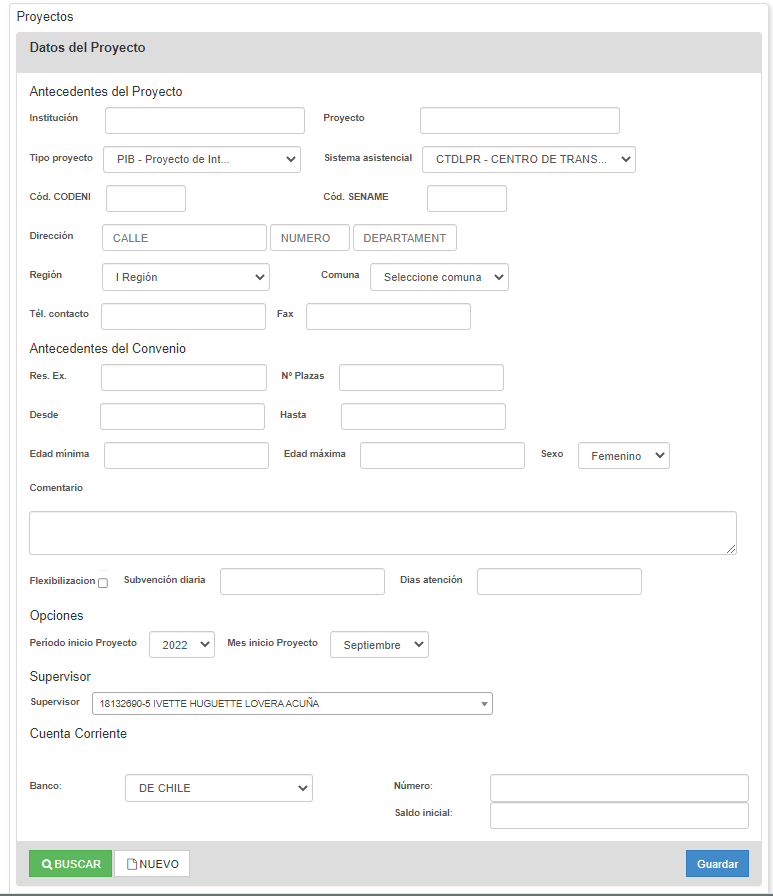 Proyectos
Datos del Proyecto
Antecedentes del Proyecto
Institución Proyecto
Tipo proyecto PIB - Proyecto de Int... Sistema asistencial CTDLPR - CENTRO DE TRANS...
Cód. CODENI Cód. SENAME
Dirección CALLE NUMERO DEPARTAMENT
Región I Región Comuna Seleccione comuna
Tél. contacto Fax
Antecedentes del Convenio
Res. Ex. Nº Plazas
Desde Hasta
Edad mínima Edad máxima Sexo Femenino
Comentario
Flexibilizacion Subvención diaria Dias atención
Opciones
Período inicio Proyecto 2022 Mes inicio Proyecto Septiembre
Supervisor
Supervisor 18132690-5 IVETTE HUGUETTE LOVERA ACUÑA
Cuenta Corriente
Banco: DE CHILE Número:
Saldo inicial:
BUSCAR NUEVO Guardar